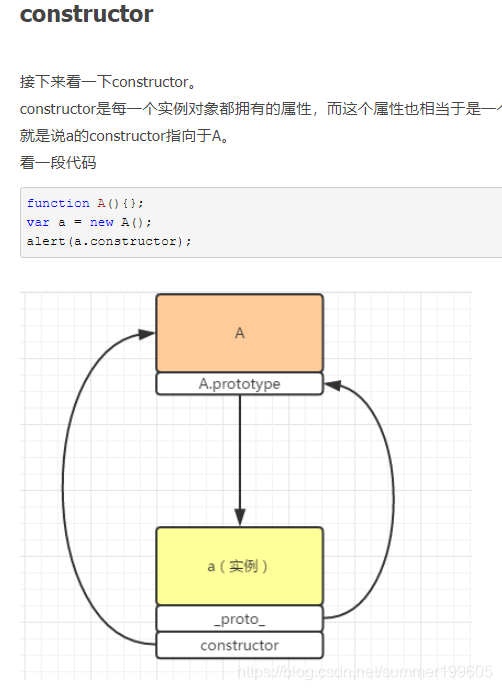 constructor
接下来看一下constructor。
constructor是每一个实例对象都拥有的属性，而这个属性也相当于是一
就是说a的constructor指向于A。
看一段代码
function A(){};
var a = new A();
alert(a.constructor);
A
A.prototype
a（实例）
_proto_
constructor
https://blog.csdn.net/summer199605